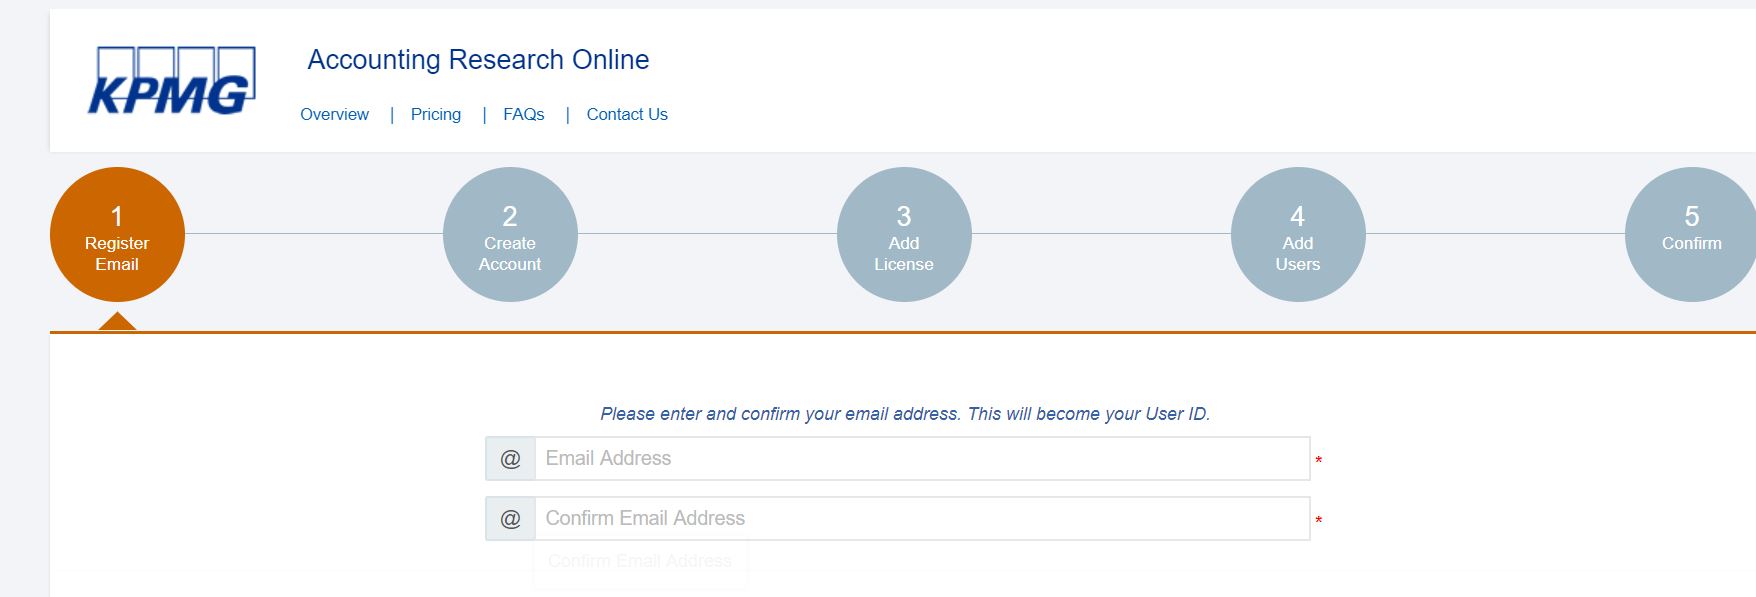 KPMG
Accounting Research Online
Overview | Pricing | FAQs | Contact Us
1
Register
Email
2
Create
Account
3
Add
License
4
Add
Users
5
Confirm
Please enter and confirm your email address. This will become your User ID.
@ Email Address *
@ Confirm Email Address *
Confirm Email Address